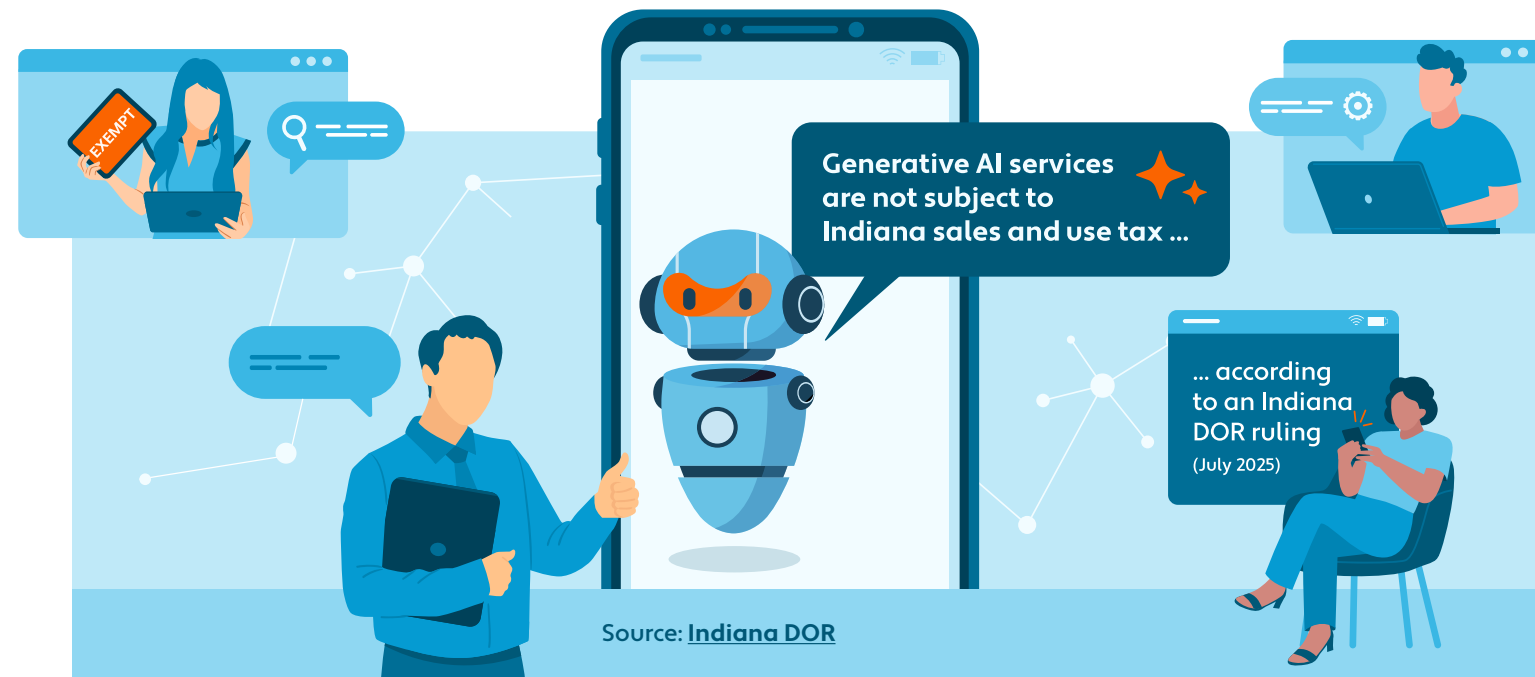 EXEMPT
Generative AI services
are not subject to
Indiana sales and use tax ...
... according
to an Indiana
DOR ruling
(July 2025)
Source: Indiana DOR